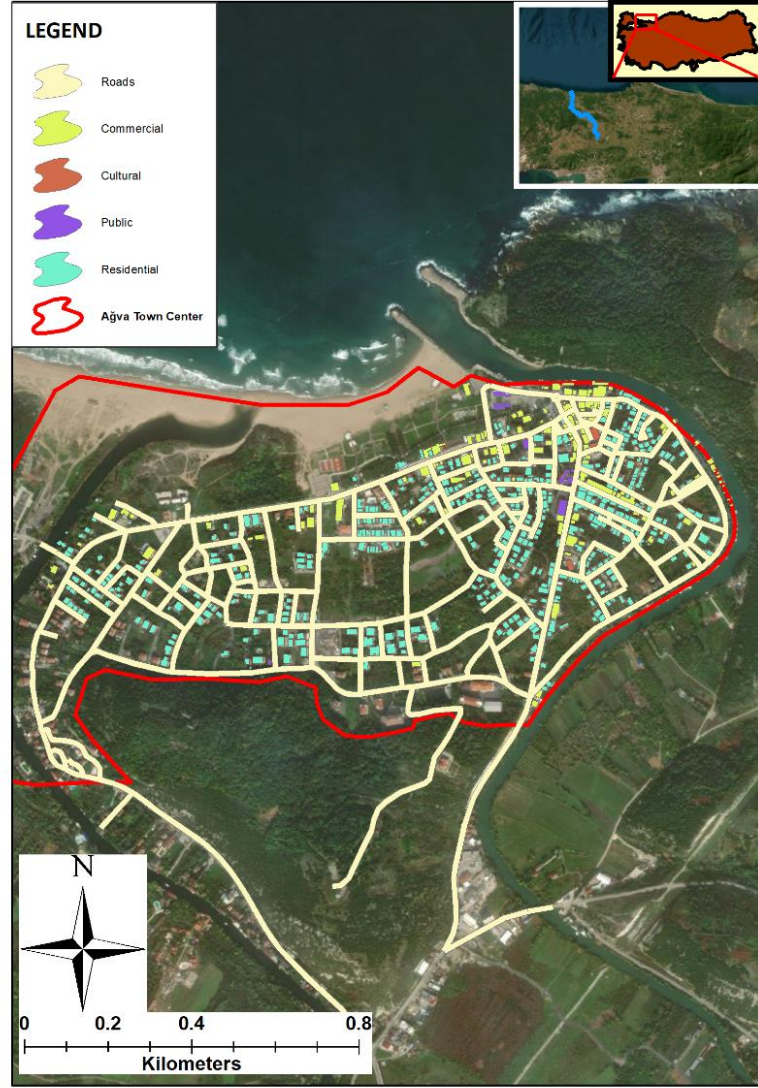 LEGEND
Roads
Commercial
Cultural
Public
Residential
Ağva Town Center
N
0 0.2 0.4 0.8
Kilometers